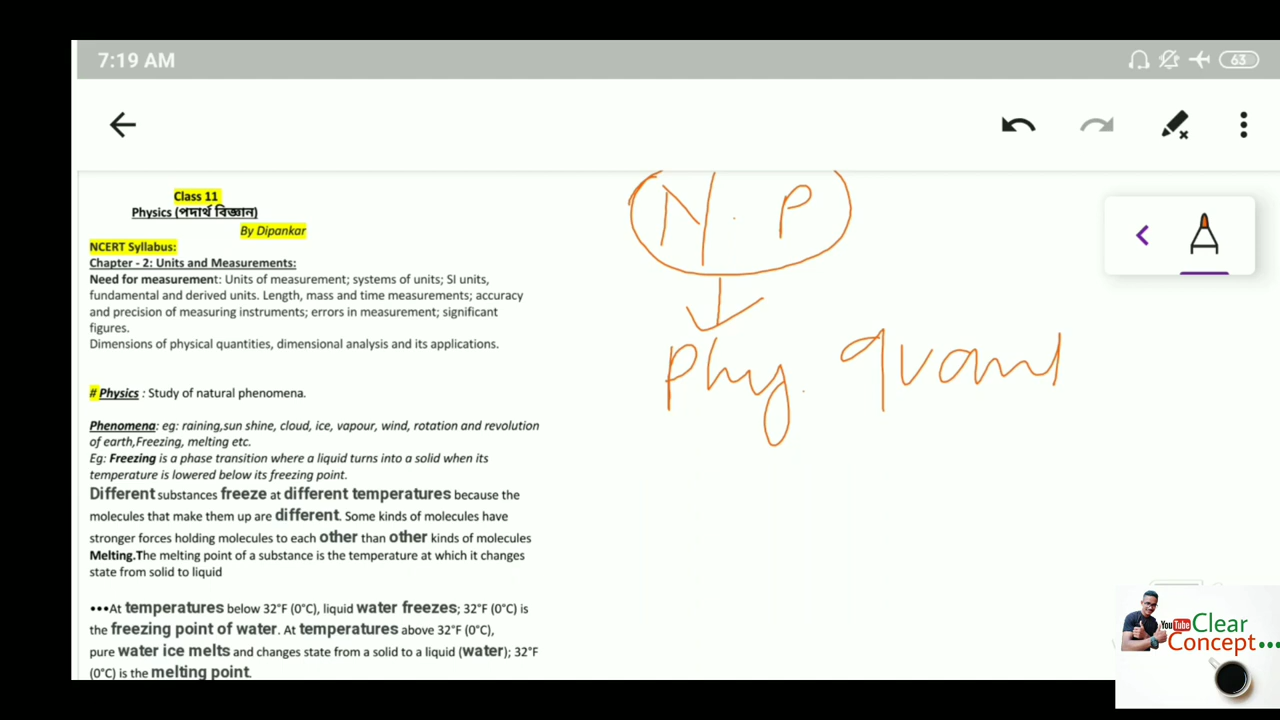 7:19 AM
63
Class 11
Physics (পদার্থ বিজ্ঞান)
By Dipankar
NCERT Syllabus:
Chapter - 2: Units and Measurements:
Need for measurement: Units of measurement; systems of units; SI units,
fundamental and derived units. Length, mass and time measurements; accuracy
and precision of measuring instruments; errors in measurement; significant
figures.
Dimensions of physical quantities, dimensional analysis and its applications.
# Physics : Study of natural phenomena.
Phenomena: eg: raining,sun shine, cloud, ice, vapour, wind, rotation and revolution
of earth,Freezing, melting etc.
Eg: Freezing is a phase transition where a liquid turns into a solid when its
temperature is lowered below its freezing point.
Different substances freeze at different temperatures because the
molecules that make them up are different. Some kinds of molecules have
stronger forces holding molecules to each other than other kinds of molecules
Melting.The melting point of a substance is the temperature at which it changes
state from solid to liquid
•••At temperatures below 32°F (0°C), liquid water freezes; 32°F (0°C) is
the freezing point of water. At temperatures above 32°F (0°C),
pure water ice melts and changes state from a solid to a liquid (water); 32°F
(0°C) is the melting point.
N. P
Phy. quant
YouTube Clear
Concept•••